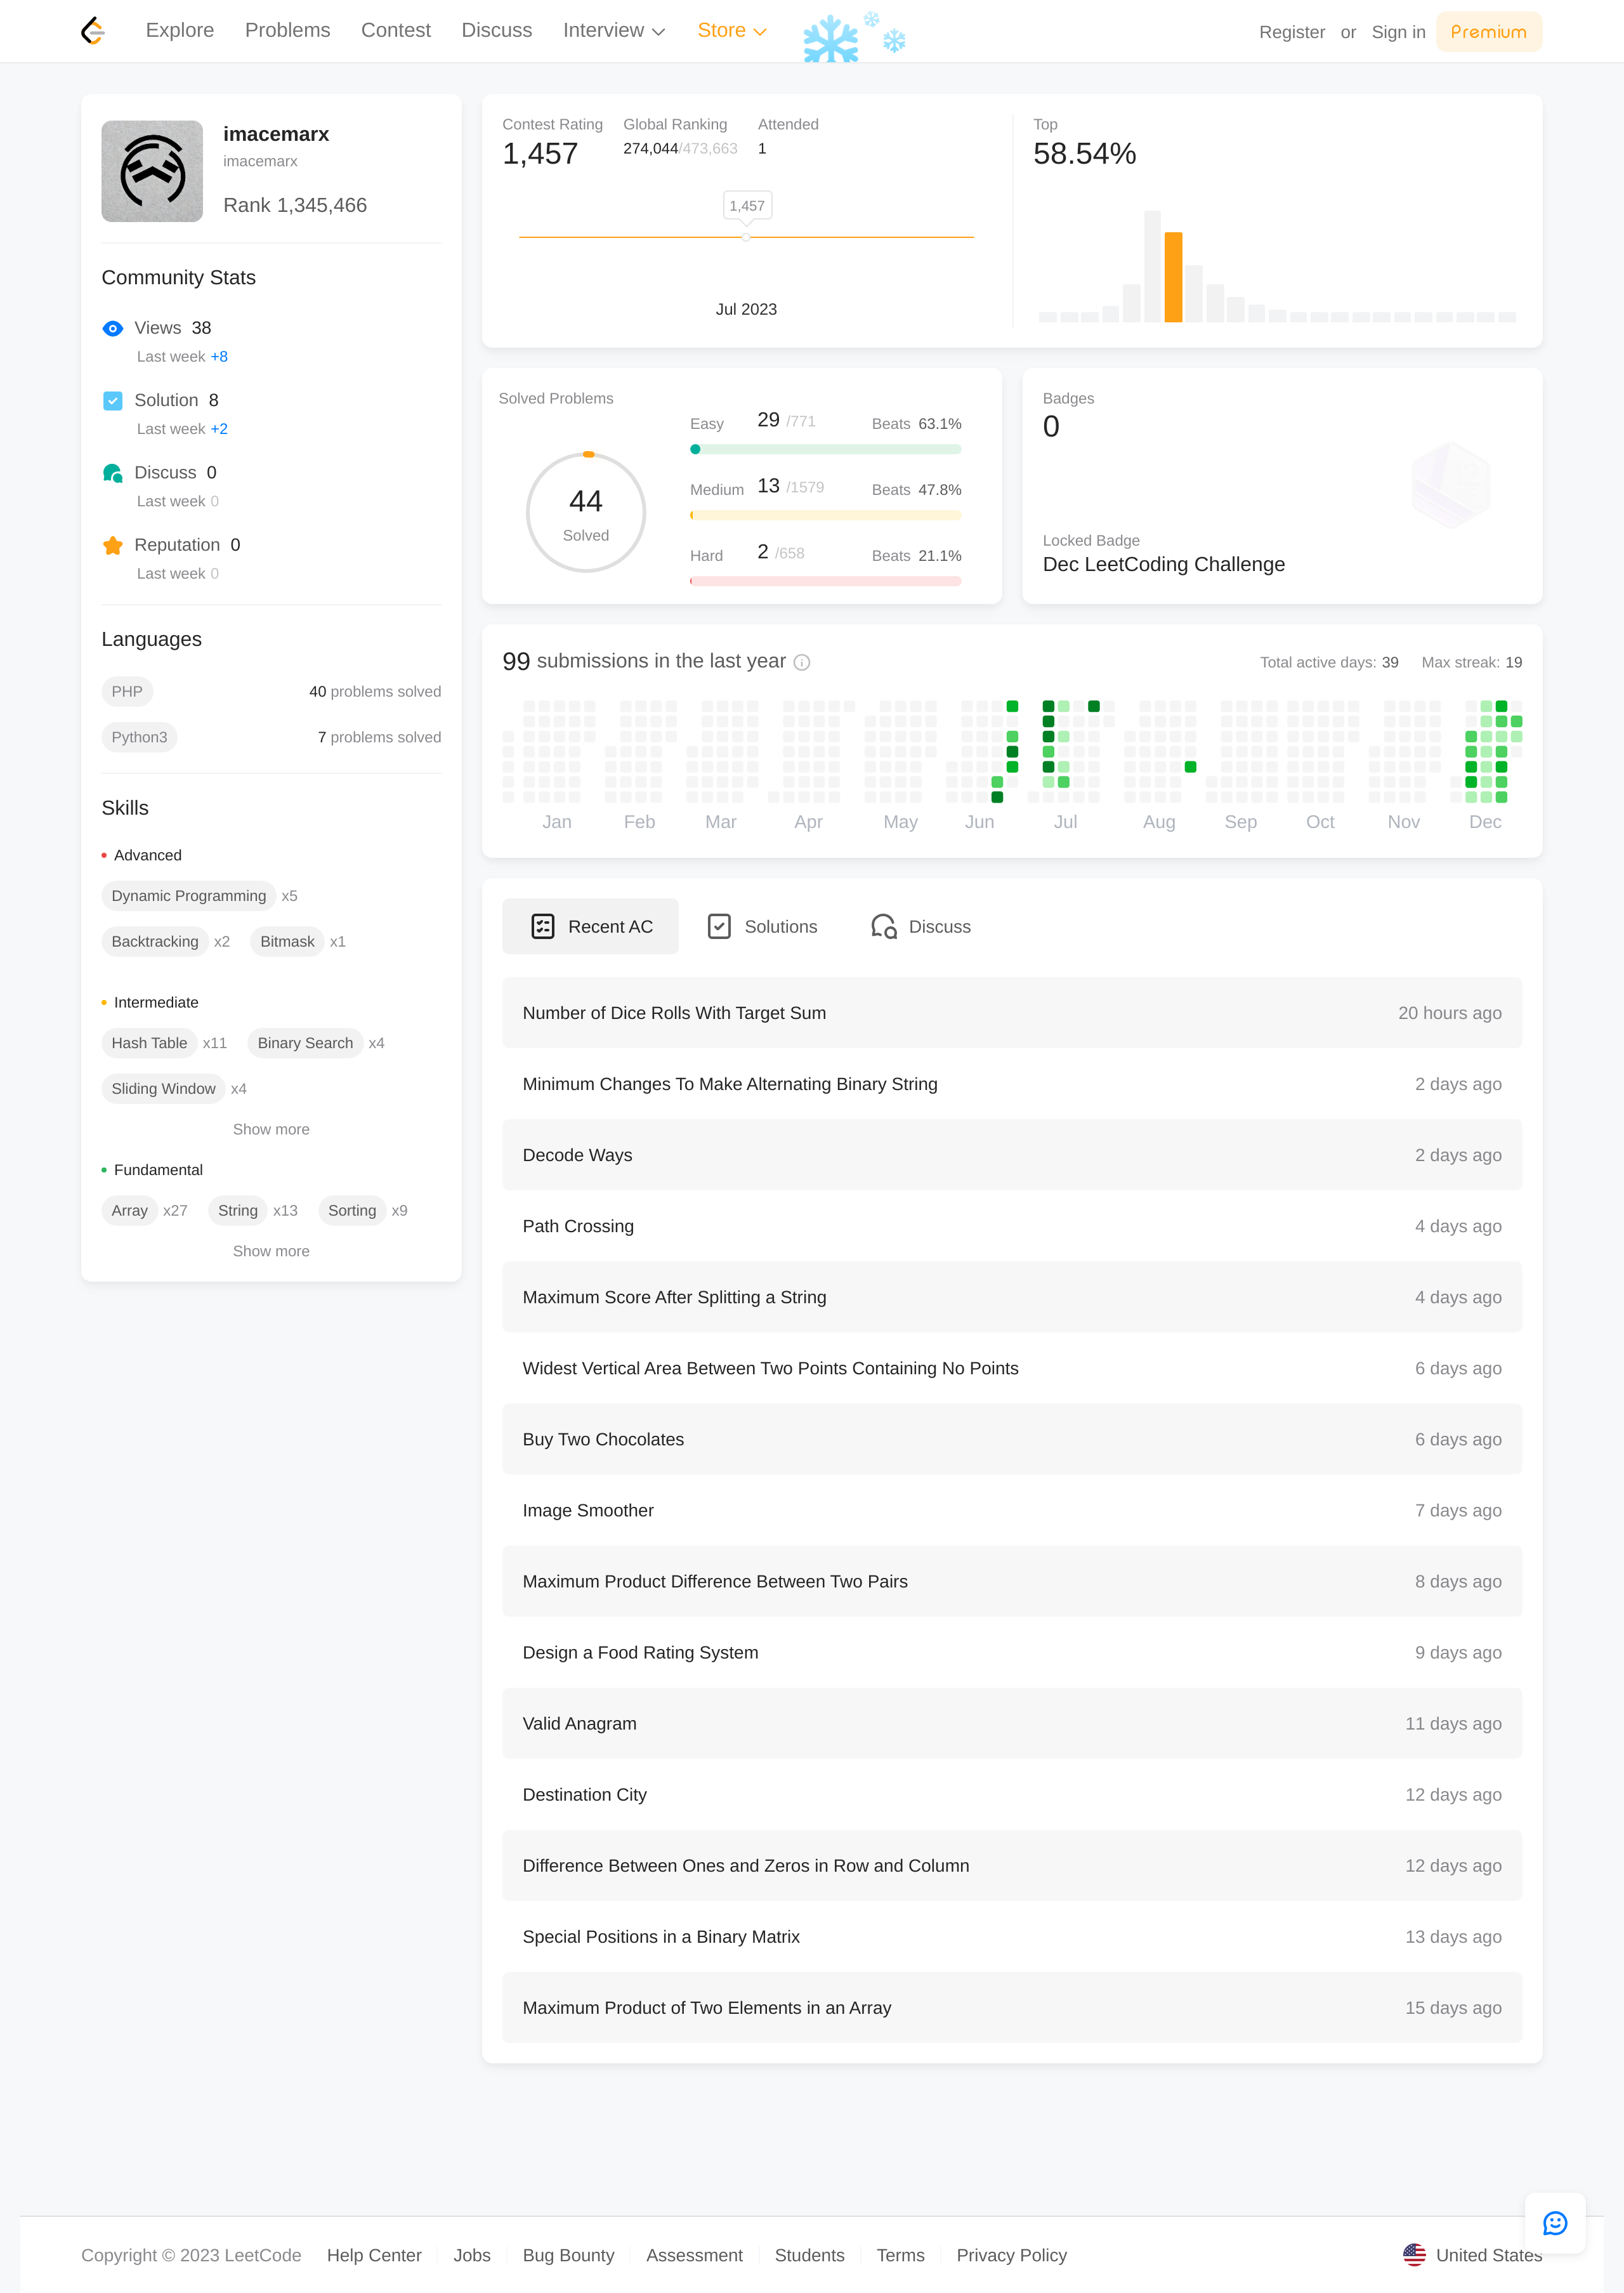 Explore Problems Contest Discuss Interview Store Register or Sign in Premium
imacemarx
imacemarx
Rank 1,345,466
Community Stats
Views 38
Last week +8
Solution 8
Last week +2
Discuss 0
Last week 0
Reputation 0
Last week 0
Languages
PHP 40 problems solved
Python3 7 problems solved
Skills
Advanced
Dynamic Programming x5
Backtracking x2 Bitmask x1
Intermediate
Hash Table x11 Binary Search x4
Sliding Window x4
Show more
Fundamental
Array x27 String x13 Sorting x9
Show more
Contest Rating Global Ranking Attended
1,457 274,044/473,663 1
1,457
Jul 2023
Top
58.54%
Solved Problems
44
Solved
Easy 29 /771 Beats 63.1%
Medium 13 /1579 Beats 47.8%
Hard 2 /658 Beats 21.1%
Badges
0
Locked Badge
Dec LeetCoding Challenge
99 submissions in the last year Total active days: 39 Max streak: 19
Jan Feb Mar Apr May Jun Jul Aug Sep Oct Nov Dec
Recent AC Solutions Discuss
Number of Dice Rolls With Target Sum 20 hours ago
Minimum Changes To Make Alternating Binary String 2 days ago
Decode Ways 2 days ago
Path Crossing 4 days ago
Maximum Score After Splitting a String 4 days ago
Widest Vertical Area Between Two Points Containing No Points 6 days ago
Buy Two Chocolates 6 days ago
Image Smoother 7 days ago
Maximum Product Difference Between Two Pairs 8 days ago
Design a Food Rating System 9 days ago
Valid Anagram 11 days ago
Destination City 12 days ago
Difference Between Ones and Zeros in Row and Column 12 days ago
Special Positions in a Binary Matrix 13 days ago
Maximum Product of Two Elements in an Array 15 days ago
Copyright © 2023 LeetCode Help Center Jobs Bug Bounty Assessment Students Terms Privacy Policy United States